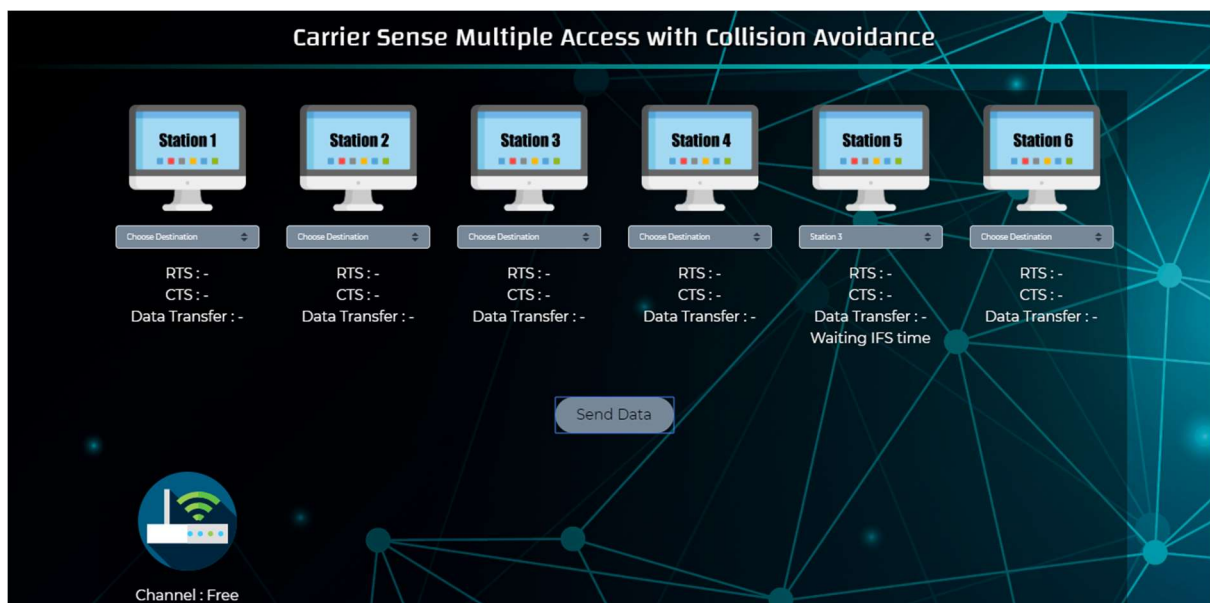 Carrier Sense Multiple Access with Collision Avoidance
Station 1
Station 2
Station 3
Station 4
Station 5
Station 6
Choose Destination
Choose Destination
Choose Destination
Choose Destination
Station 3
Choose Destination
RTS : -
CTS : -
Data Transfer : -
RTS : -
CTS : -
Data Transfer : -
RTS : -
CTS : -
Data Transfer : -
RTS : -
CTS : -
Data Transfer : -
RTS : -
CTS : -
Data Transfer : -
Waiting IFS time
RTS : -
CTS : -
Data Transfer : -
Send Data
Channel : Free